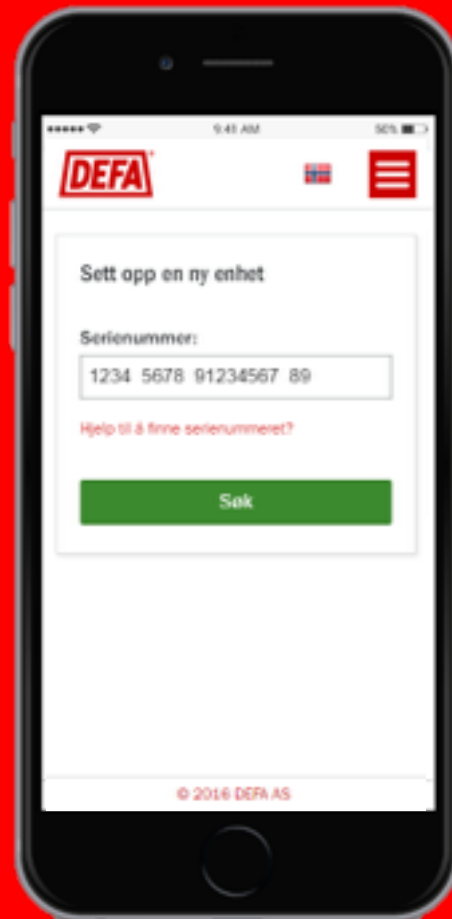 9:41 AM
50%
DEFA
Sett opp en ny enhet
Serienummer:
1234 5678 91234567 89
Hjelp til å finne serienummeret?
Søk
© 2016 DEFA AS